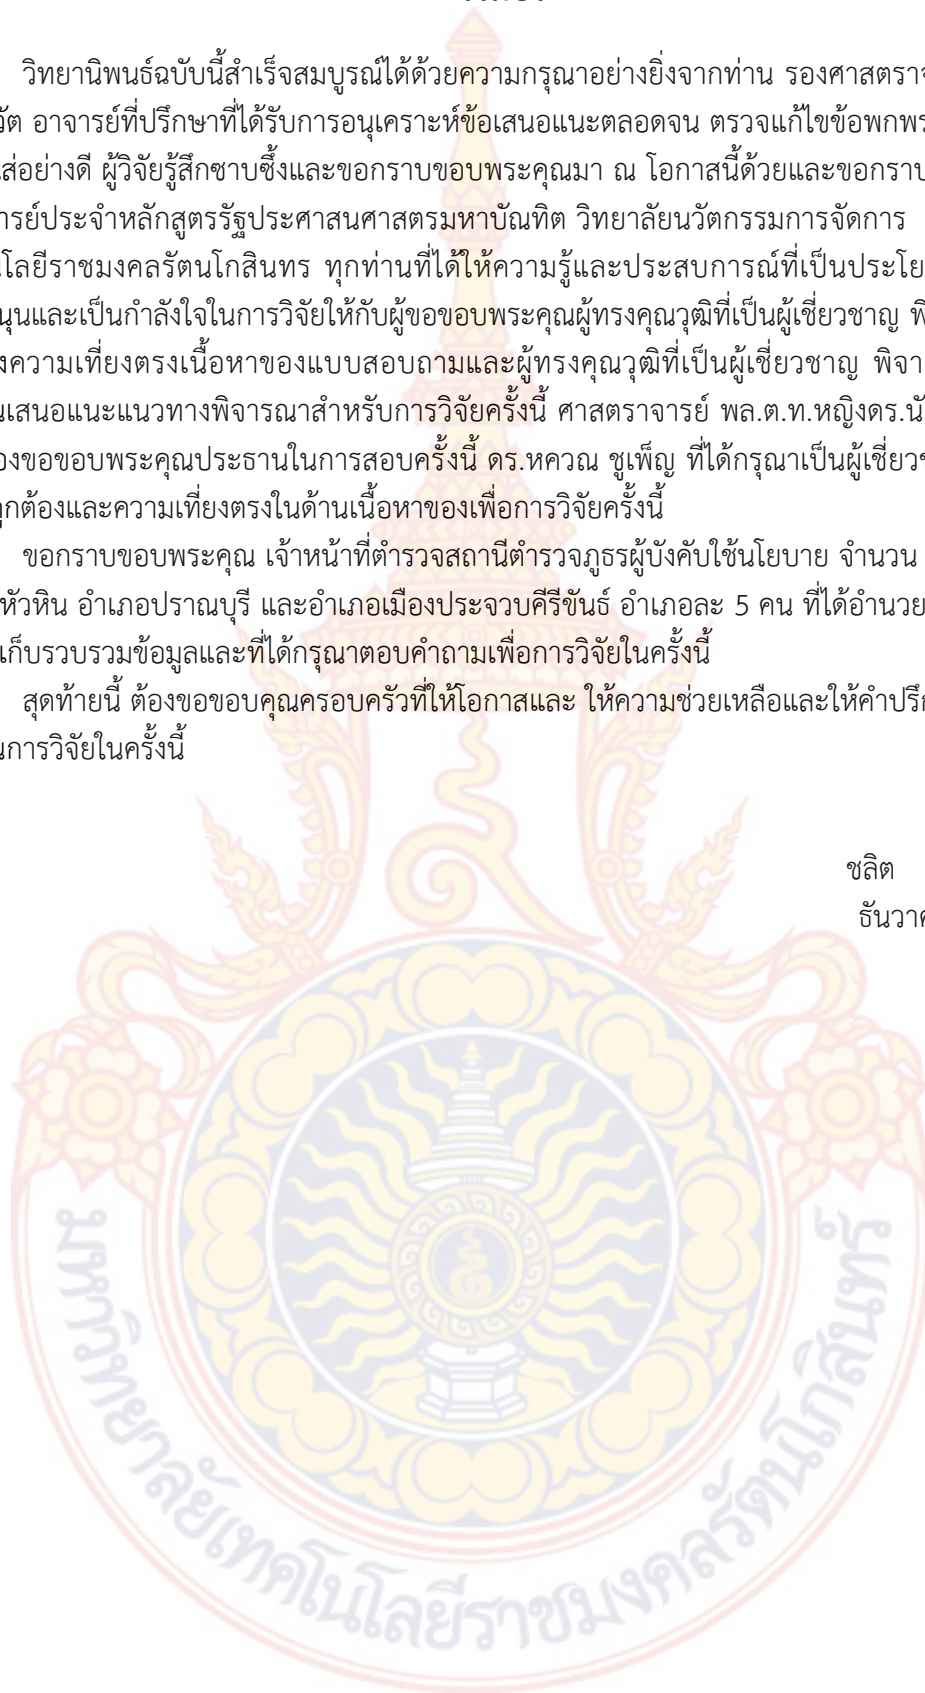 วิทยานิพนธ์ฉบับนี้สำเร็จสมบูรณ์ได้ด้วยความกรุณาอย่างยิ่งจากท่าน รองศาสตราจ
วัต อาจารย์ที่ปรึกษาที่ได้รับการอนุเคราะห์ข้อเสนอแนะตลอดจน ตรวจแก้ไขข้อพกพร
ส่อย่างดี ผู้วิจัยรู้สึกซาบซึ้งและขอกราบขอบพระคุณมา ณ โอกาสนี้ด้วยและขอกราบ
ารย์ประจำหลักสูตรรัฐประศาสนศาสตรมหาบัณฑิต วิทยาลัยนวัตกรรมการจัดการ
นโลยีราชมงคลรัตนโกสินทร ทุกท่านที่ได้ให้ความรู้และประสบการณ์ที่เป็นประโย
นุนและเป็นกำลังใจในการวิจัยให้กับผู้ขอขอบพระคุณผู้ทรงคุณวุฒิที่เป็นผู้เชี่ยวชาญ พิ
งความเที่ยงตรงเนื้อหาของแบบสอบถามและผู้ทรงคุณวุฒิที่เป็นผู้เชี่ยวชาญ พิจา
นเสนอแนะแนวทางพิจารณาสำหรับการวิจัยครั้งนี้ ศาสตราจารย์ พล.ต.ท.หญิงดร.นั
องขอขอบพระคุณประธานในการสอบครั้งนี้ ดร.หควณ ชูเพ็ญ ที่ได้กรุณาเป็นผู้เชี่ยวช
ูกต้องและความเที่ยงตรงในด้านเนื้อหาของเพื่อการวิจัยครั้งนี้
ขอกราบขอบพระคุณ เจ้าหน้าที่ตำรวจสถานีตำรวจภูธรผู้บังคับใช้นโยบาย จำนวน
หัวหิน อำเภอปราณบุรี และอำเภอเมืองประจวบคีรีขันธ์ อำเภอละ 5 คน ที่ได้อำนวย
เก็บรวบรวมข้อมูลและที่ได้กรุณาตอบคำถามเพื่อการวิจัยในครั้งนี้
สุดท้ายนี้ ต้องขอขอบคุณครอบครัวที่ให้โอกาสและ ให้ความช่วยเหลือและให้คำปรึก
นการวิจัยในครั้งนี้
ชลิต
ธันวาค
มหาวิทยาลัยเทคโนโลยีราชมงคลรัตนโกสินทร์